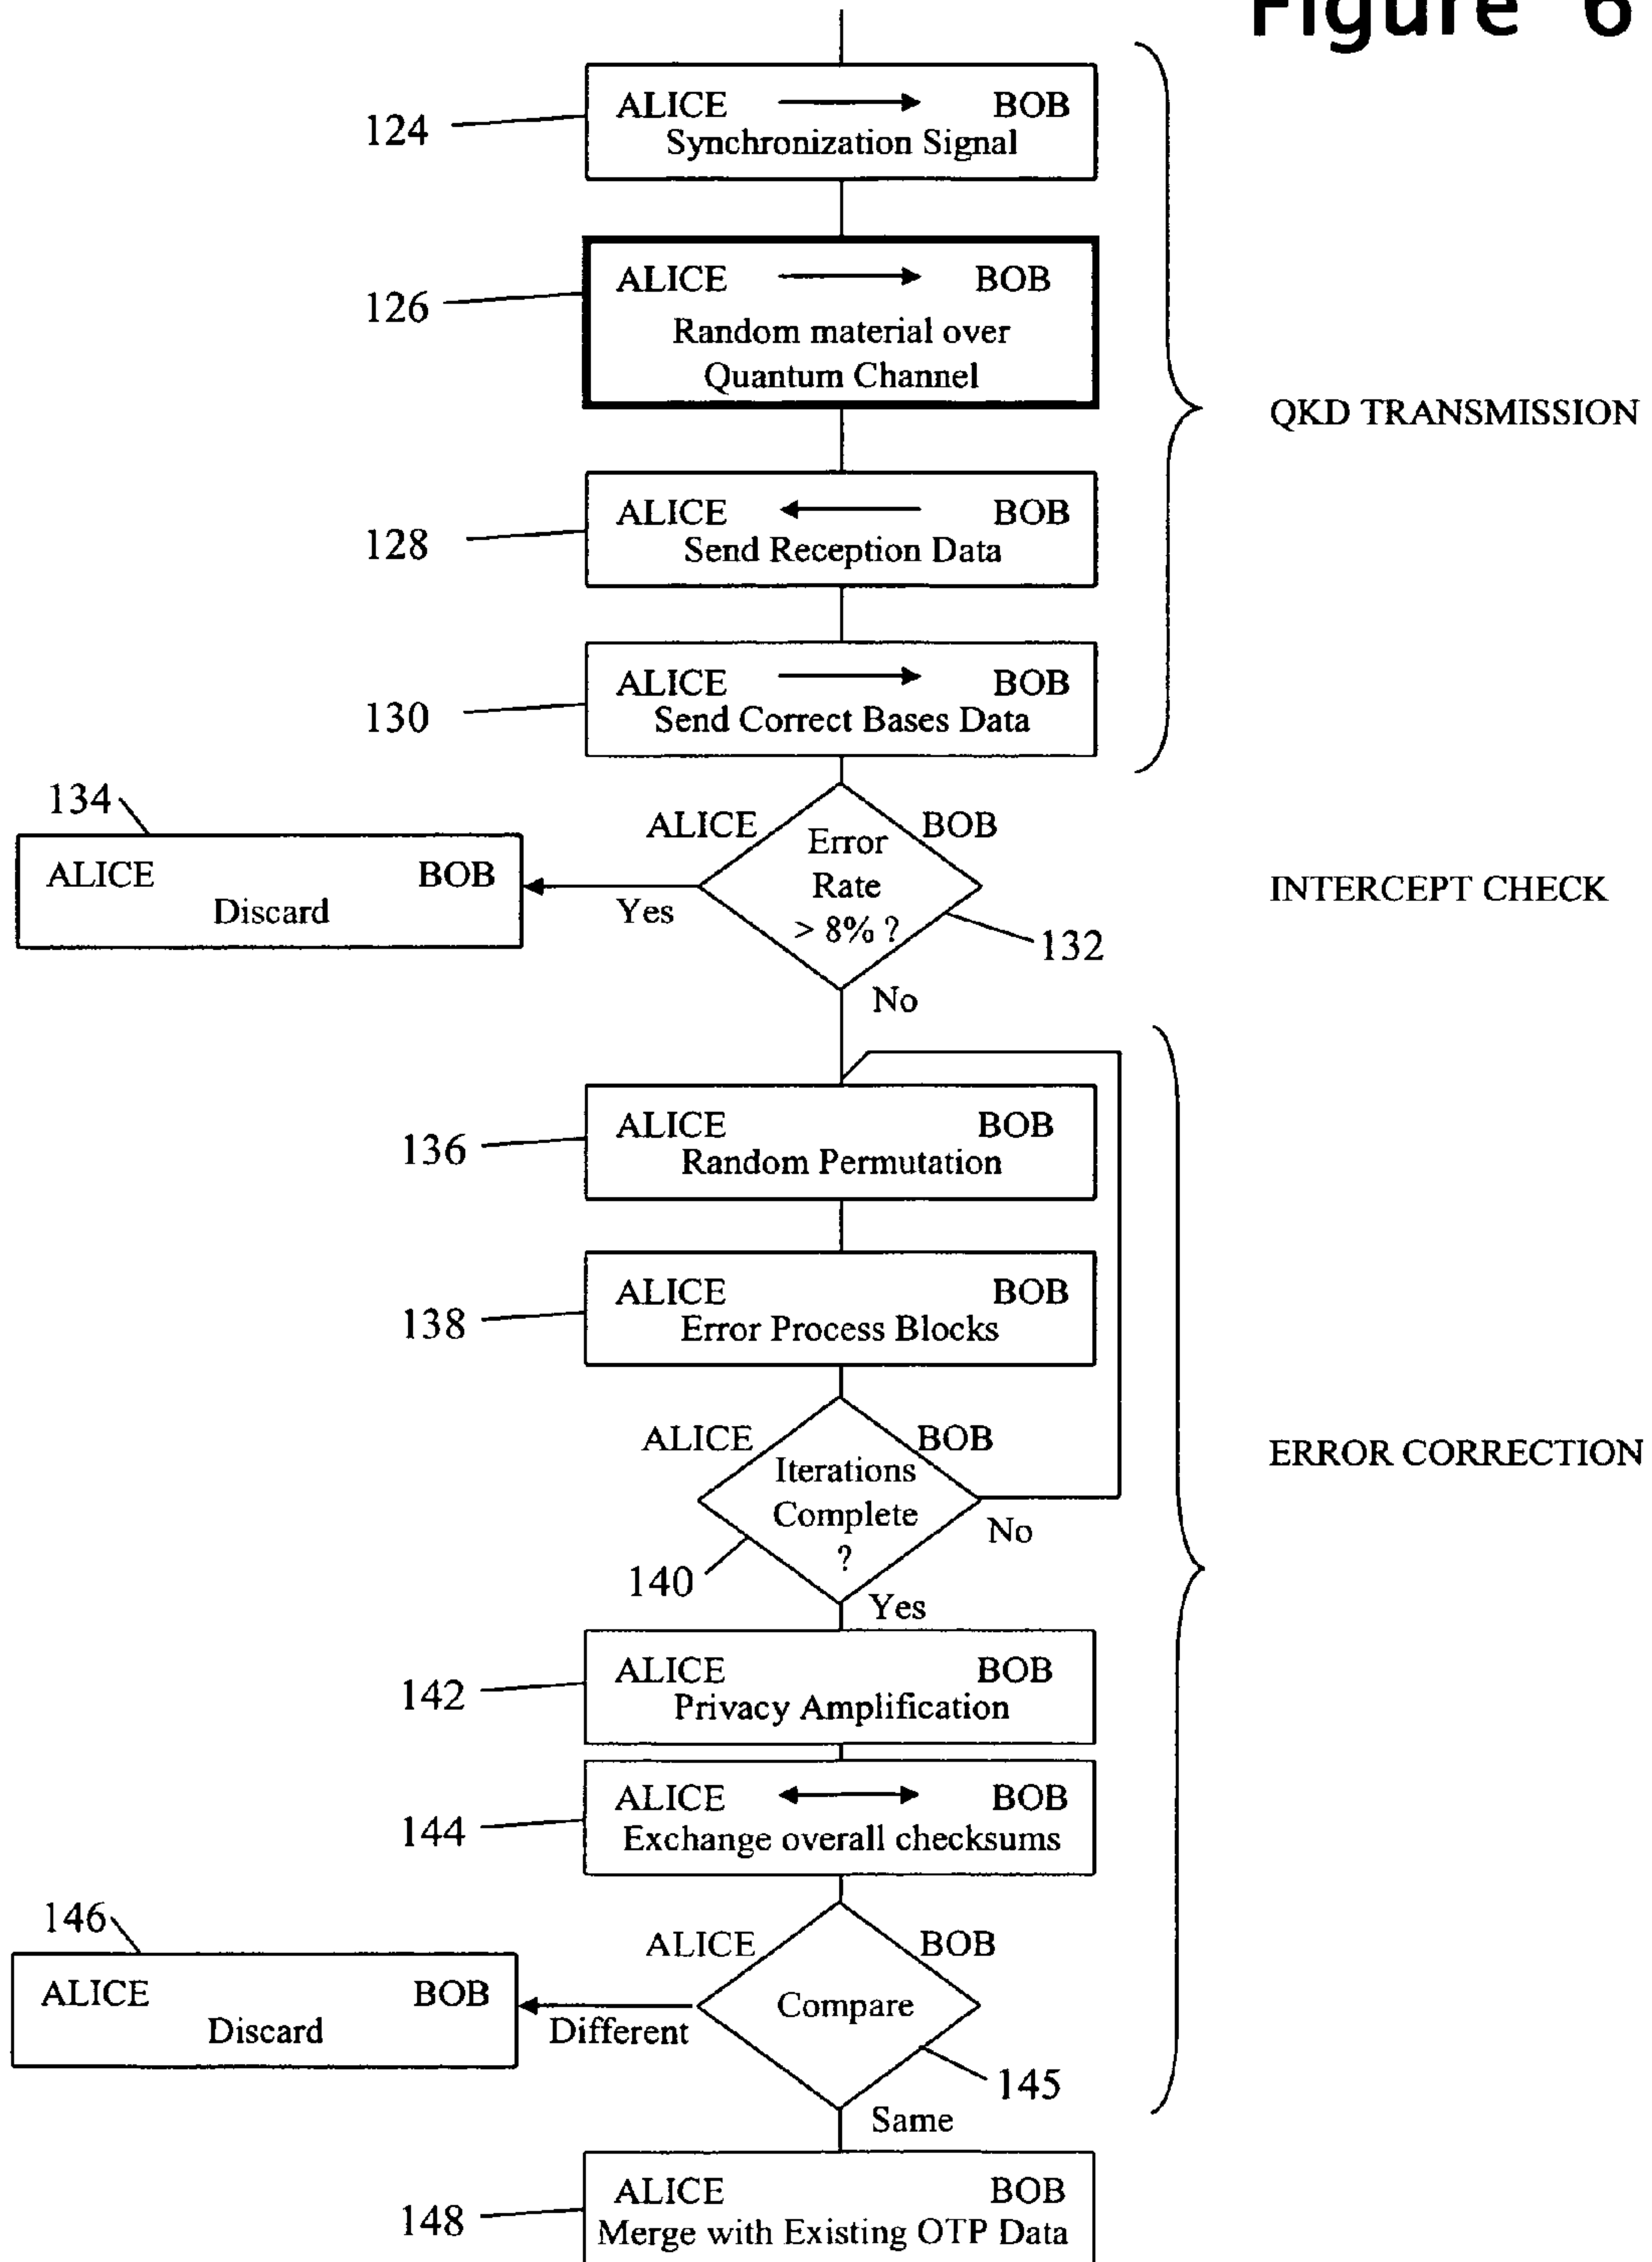 Figure 6
124
ALICE BOB
Synchronization Signal
126
ALICE BOB
Random material over
Quantum Channel
QKD TRANSMISSION
128
ALICE BOB
Send Reception Data
130
ALICE BOB
Send Correct Bases Data
134
ALICE BOB
Discard
Yes
ALICE BOB
Error
Rate
> 8% ?
132
No
INTERCEPT CHECK
136
ALICE BOB
Random Permutation
138
ALICE BOB
Error Process Blocks
ALICE BOB
Iterations
Complete
?
No
140
Yes
ERROR CORRECTION
142
ALICE BOB
Privacy Amplification
144
ALICE BOB
Exchange overall checksums
146
ALICE BOB
Discard
Different
ALICE BOB
Compare
145
Same
148
ALICE BOB
Merge with Existing OTP Data